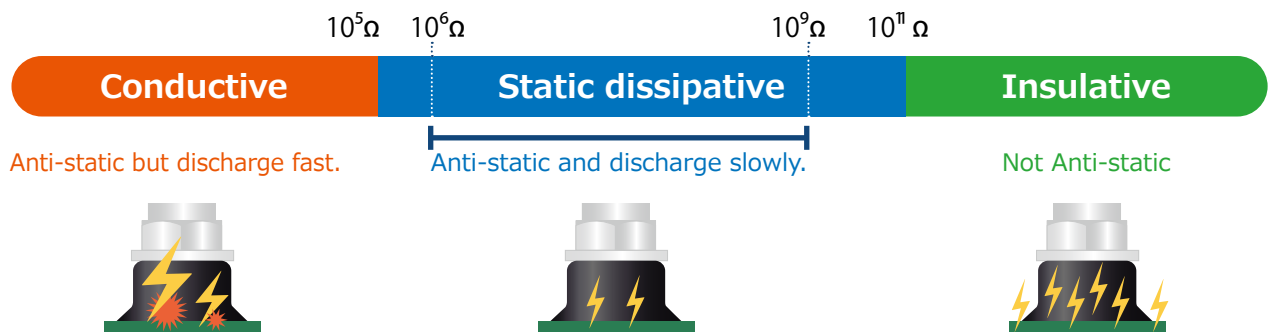 10⁵Ω 10⁶Ω 10⁹Ω 10¹¹ Ω
Conductive Static dissipative Insulative
Anti-static but discharge fast. Anti-static and discharge slowly. Not Anti-static